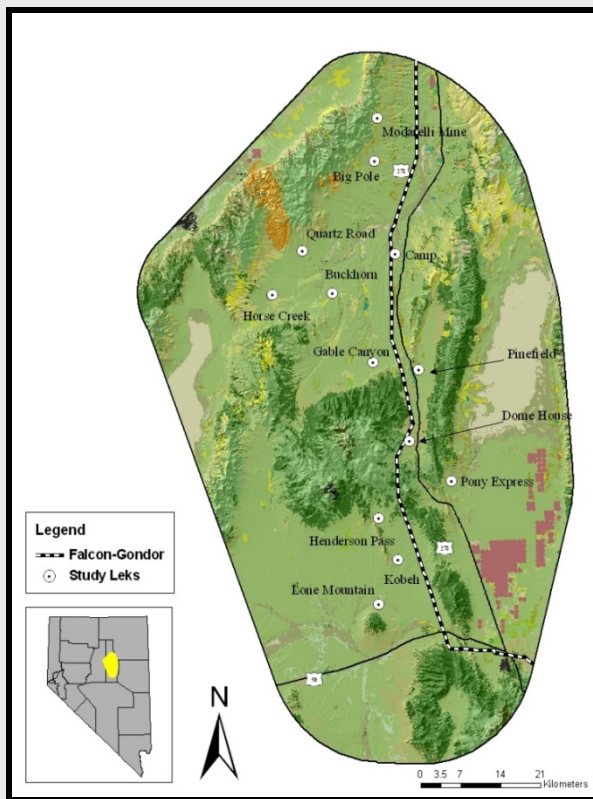 Modarelli Mine
Big Pole
278
Quartz Road
Camp
Buckhorn
Horse Creek
Gable Canyon
Pinefield
Dome House
Pony Express
Henderson Pass
278
Kobeh
Lone Mountain
50
Legend
Falcon-Gondor
Study Leks
N
0 3.5 7 14 21
Kilometers